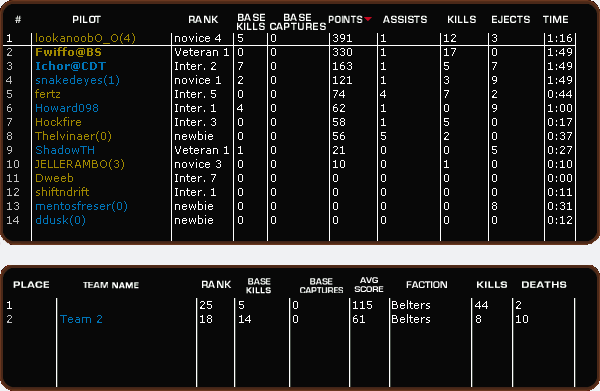 # PILOT RANK BASE KILLS BASE CAPTURES POINTS ASSISTS KILLS EJECTS TIME
1 lookanoobO_O(4) novice 4 5 0 391 1 12 3 1:16
2 Fwiffo@BS Veteran 1 0 330 1 17 0 1:49
3 Ichor@CDT Inter. 2 7 0 163 1 5 7 1:49
4 snakedeyes(1) novice 1 2 0 121 1 3 9 1:49
5 fertz Inter. 5 0 74 4 7 2 0:44
6 Howard098 Inter. 1 4 0 62 1 0 9 1:00
7 Hockfire Inter. 3 0 58 1 5 0 0:17
8 Thelvinaer(0) newbie 0 56 5 2 0 0:37
9 ShadowTH Veteran 1 1 0 21 0 0 5 0:27
10 JELLERAMBO(3) novice 3 0 10 0 1 0 0:10
11 Dweeb Inter. 7 0 0 0 0 0 0:00
12 shiftndrift Inter. 1 0 0 0 0 0 0:11
13 mentosfreser(0) newbie 0 0 0 0 8 0:31
14 ddusk(0) newbie 0 0 0 0 0 0:12
PLACE TEAM NAME RANK BASE KILLS BASE CAPTURES AVG SCORE FACTION KILLS DEATHS
1 25 5 0 115 Belters 44 2
2 Team 2 18 14 0 61 Belters 8 10